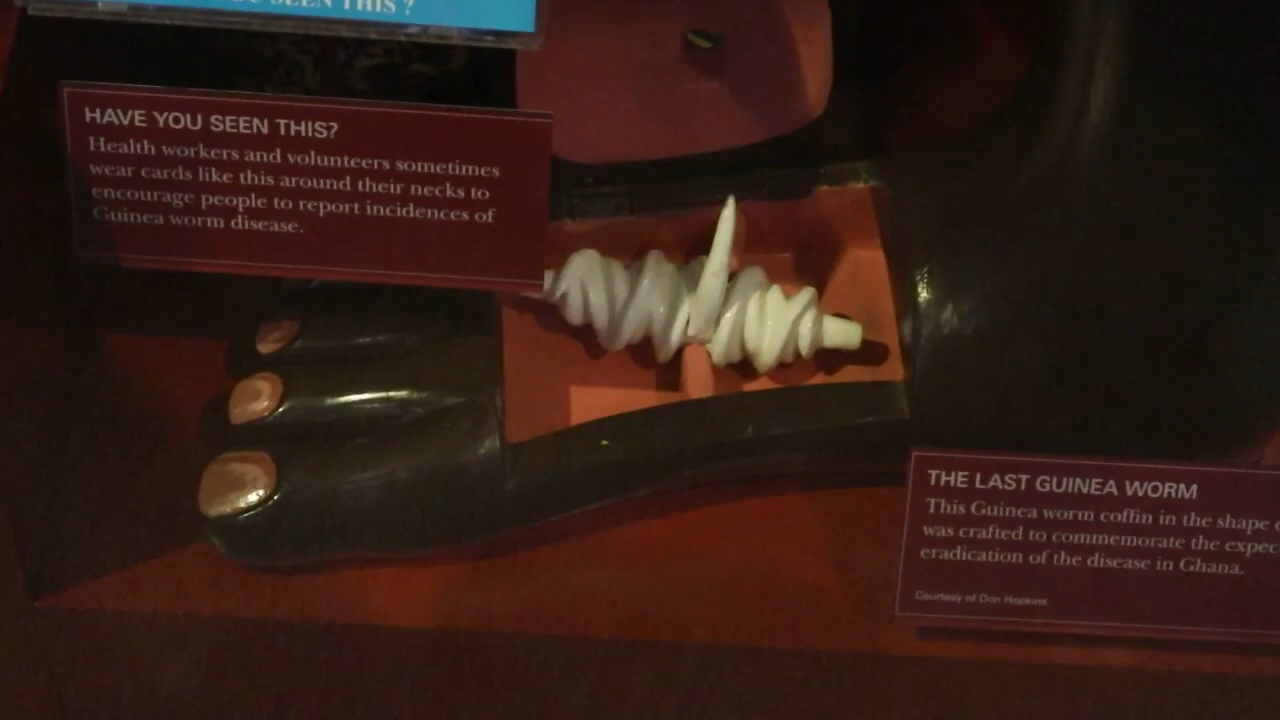 SEEN THIS ?
HAVE YOU SEEN THIS?
Health workers and volunteers sometimes
wear cards like this around their necks to
encourage people to report incidences of
Guinea worm disease.
THE LAST GUINEA WORM
This Guinea worm coffin in the shape
was crafted to commemorate the
eradication of the disease in Ghana.
Courtesy of Don Hopkins